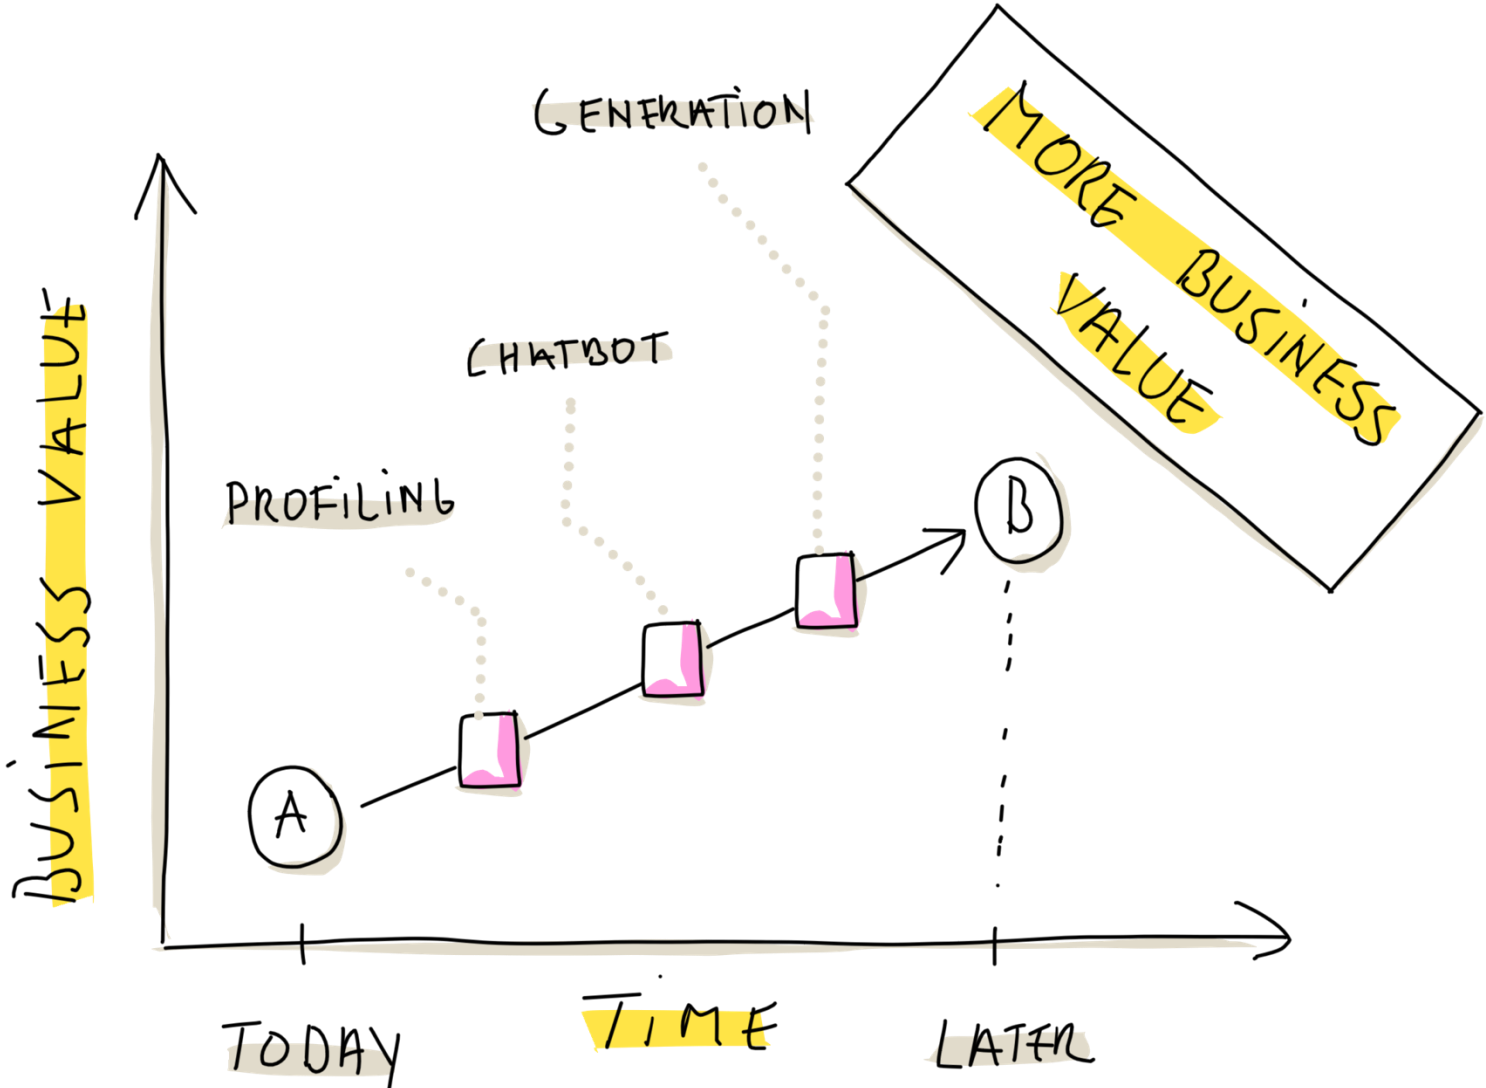 GENERATION
MORE BUSINESS
VALUE
CHATBOT
PROFILING
BUSINESS VALUE
A
B
TODAY
TIME
LATER